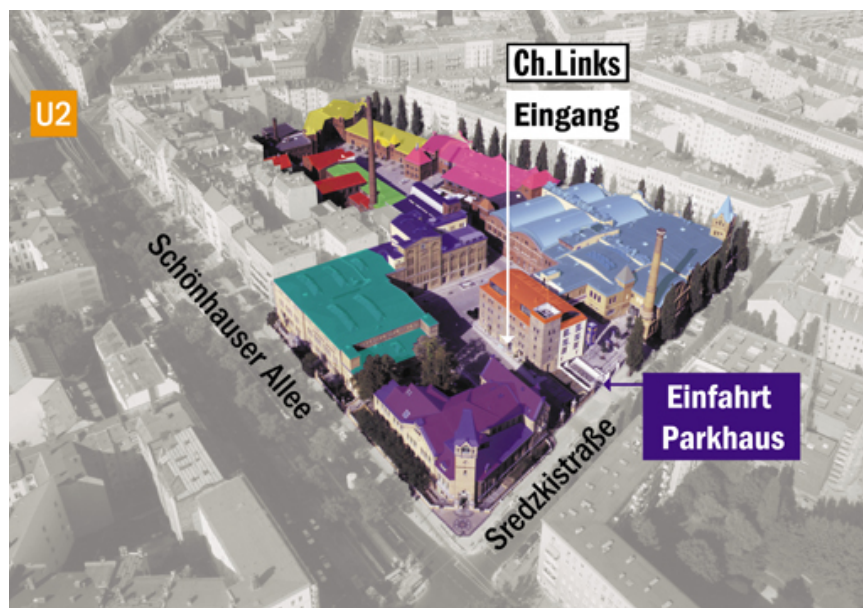 Ch.Links
Eingang
U2
Schönhauser Allee
Einfahrt
Parkhaus
Sredzkistraße